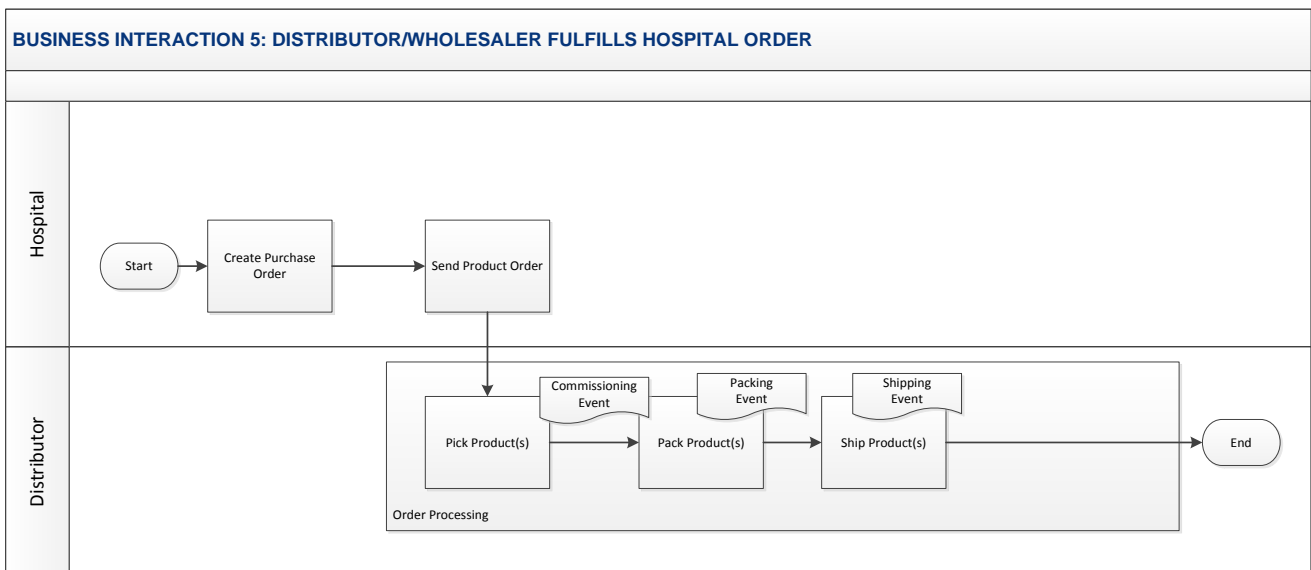 BUSINESS INTERACTION 5: DISTRIBUTOR/WHOLESALER FULFILLS HOSPITAL ORDER
Hospital
Start
Create Purchase
Order
Send Product Order
Distributor
Commissioning
Event
Packing
Event
Shipping
Event
Pick Product(s)
Pack Product(s)
Ship Product(s)
End
Order Processing